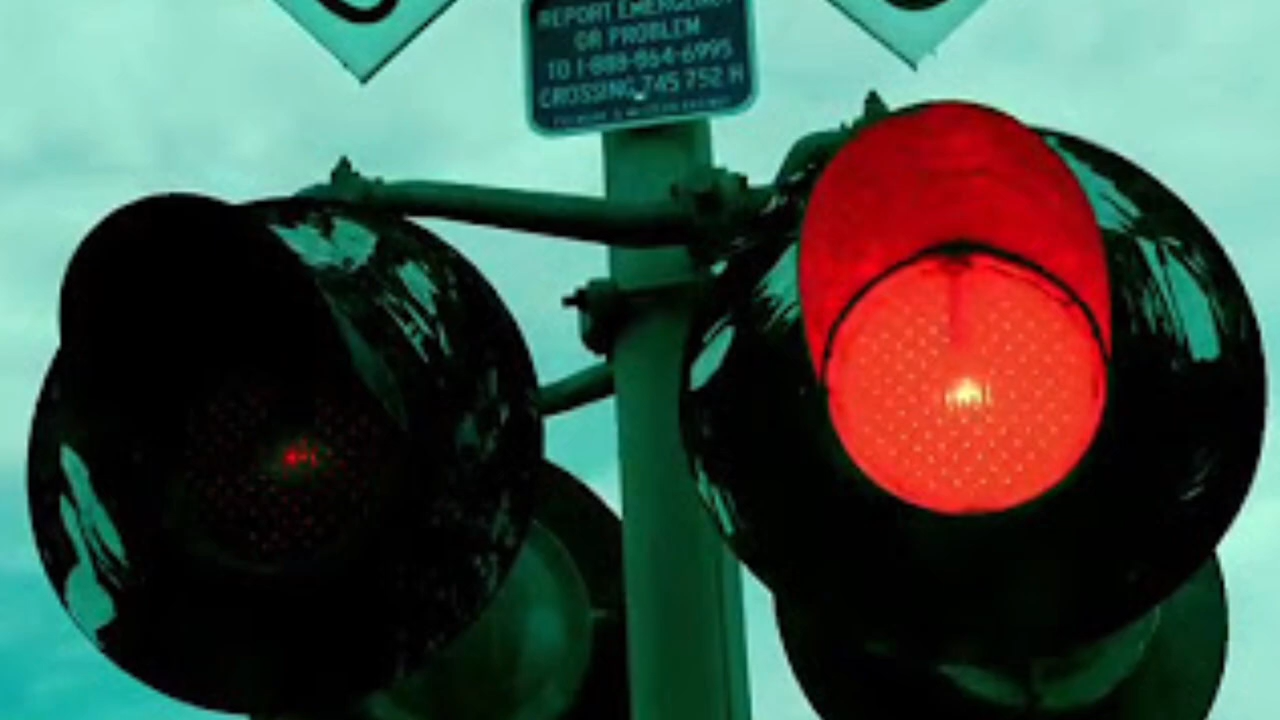 REPORT EMERGENCY
OR PROBLEM
TO 1-888-864-6995
CROSSING 745 752 H